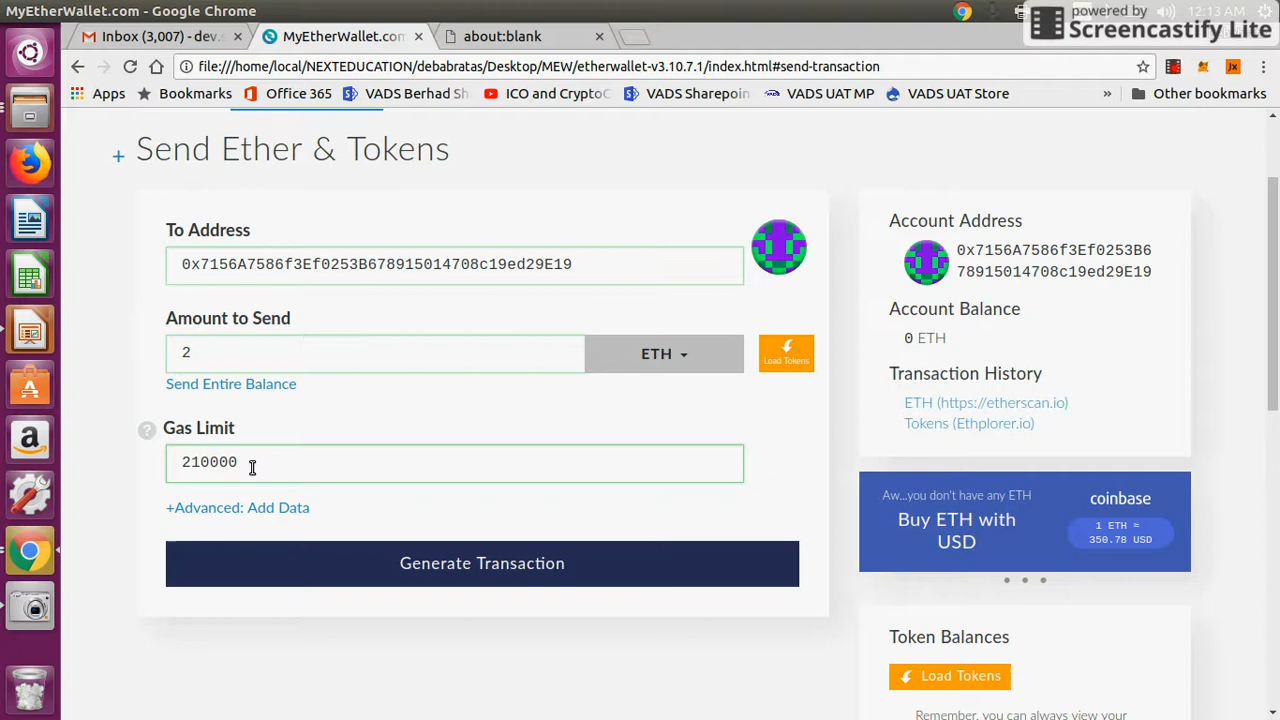 MyEtherWallet.com - Google Chrome
12:13 AM
powered by
Screencastify Lite
Inbox (3,007) - dev.s
MyEtherWallet.com
about:blank
file:///home/local/NEXTEDUCATION/debabratas/Desktop/MEW/etherwallet-v3.10.7.1/index.html#send-transaction
Apps
Bookmarks
Office 365
VADS Berhad Sh
ICO and CryptoC
VADS SharePoin
VADS UAT MP
VADS UAT Store
»
Other bookmarks
+ Send Ether & Tokens
To Address
0x7156A7586f3Ef0253B678915014708c19ed29E19
Amount to Send
2
ETH
Load Tokens
Send Entire Balance
Gas Limit
210000
+Advanced: Add Data
Generate Transaction
Account Address
0x7156A7586f3Ef0253B6
78915014708c19ed29E19
Account Balance
0 ETH
Transaction History
ETH (https://etherscan.io)
Tokens (Ethplorer.io)
Aw...you don't have any ETH
Buy ETH with
USD
coinbase
1 ETH ≈
350.78 USD
Token Balances
Load Tokens
Remember, you can always view your